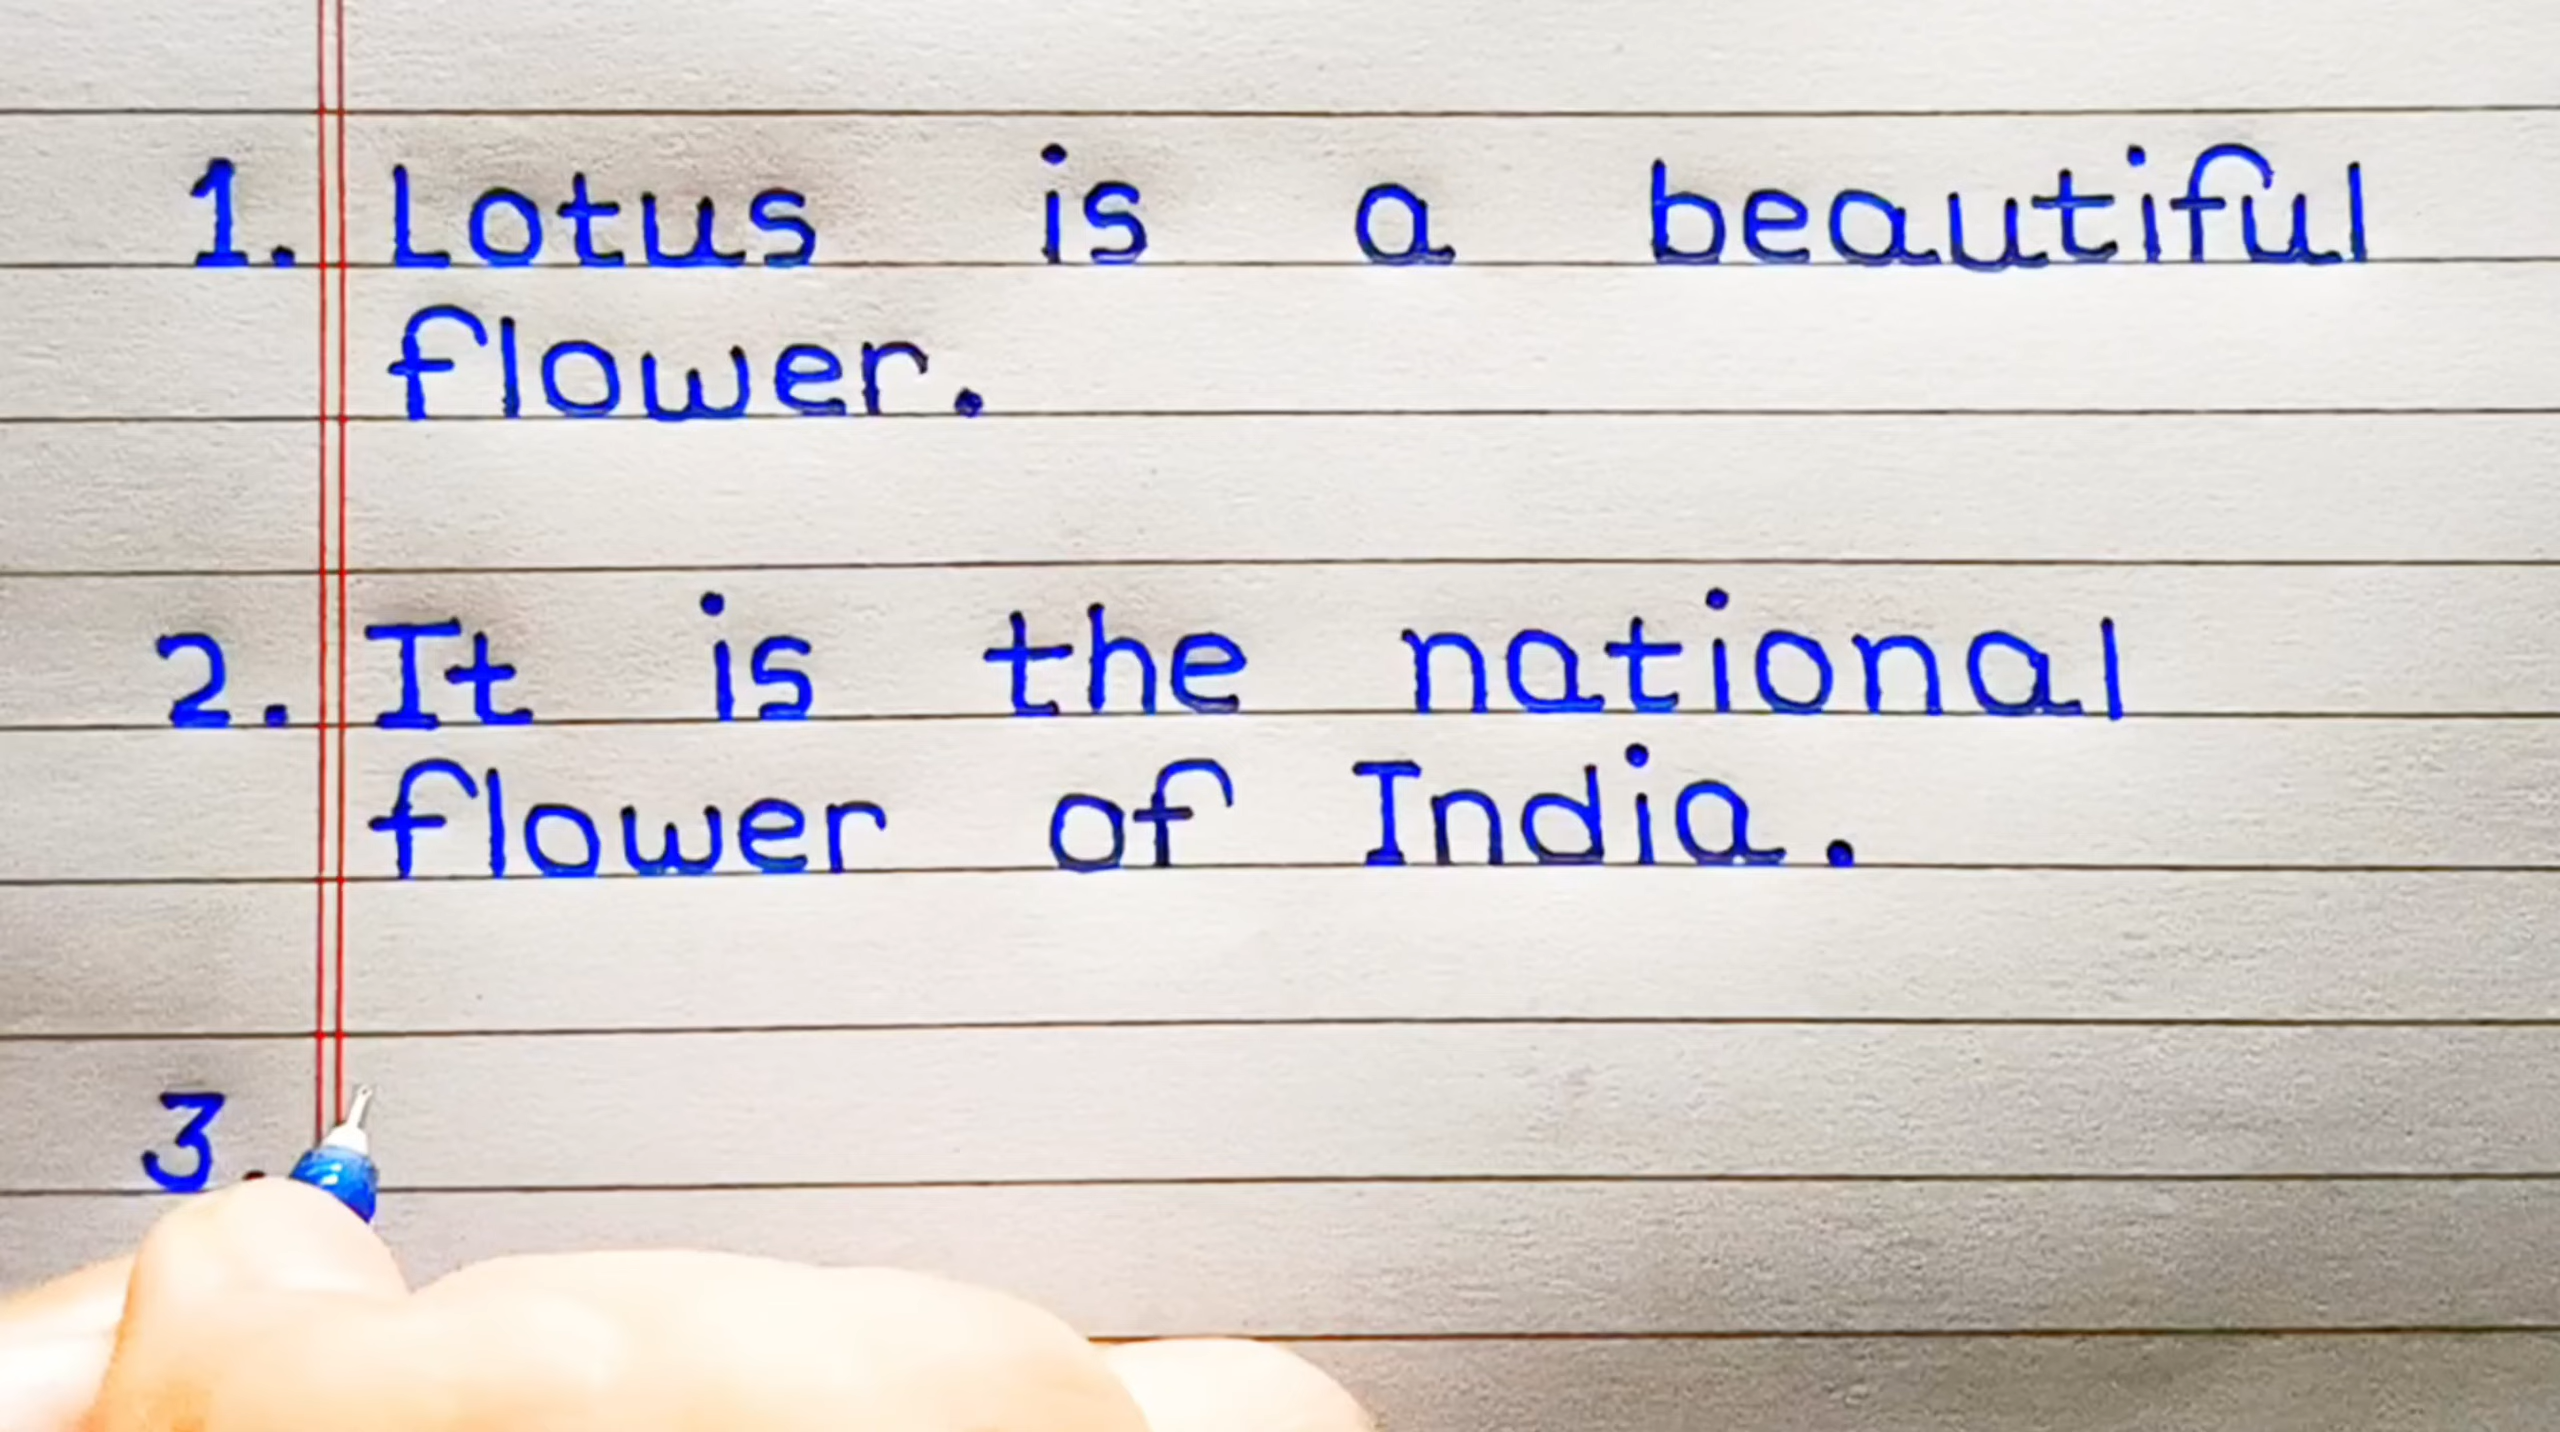 1. Lotus is a beautiful
flower.
2. It is the national
flower of India.
3.